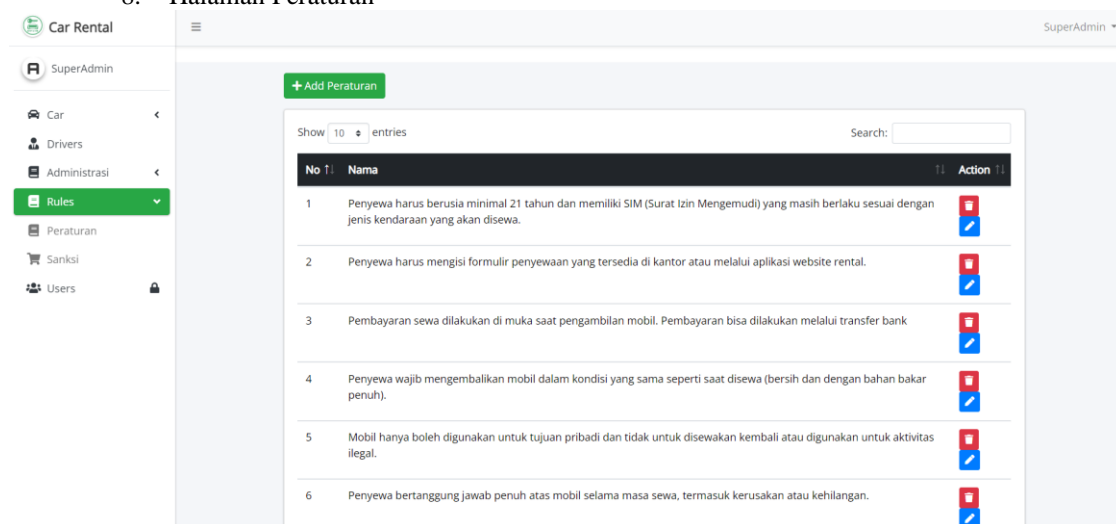 8. Halaman Peraturan
Car Rental
SuperAdmin
SuperAdmin
+ Add Peraturan
Car
Drivers
Administrasi
Rules
Peraturan
Sanksi
Users
Show 10 entries
Search:
No Nama Action
1 Penyewa harus berusia minimal 21 tahun dan memiliki SIM (Surat Izin Mengemudi) yang masih berlaku sesuai dengan
jenis kendaraan yang akan disewa.
2 Penyewa harus mengisi formulir penyewaan yang tersedia di kantor atau melalui aplikasi website rental.
3 Pembayaran sewa dilakukan di muka saat pengambilan mobil. Pembayaran bisa dilakukan melalui transfer bank
4 Penyewa wajib mengembalikan mobil dalam kondisi yang sama seperti saat disewa (bersih dan dengan bahan bakar
penuh).
5 Mobil hanya boleh digunakan untuk tujuan pribadi dan tidak untuk disewakan kembali atau digunakan untuk aktivitas
ilegal.
6 Penyewa bertanggung jawab penuh atas mobil selama masa sewa, termasuk kerusakan atau kehilangan.